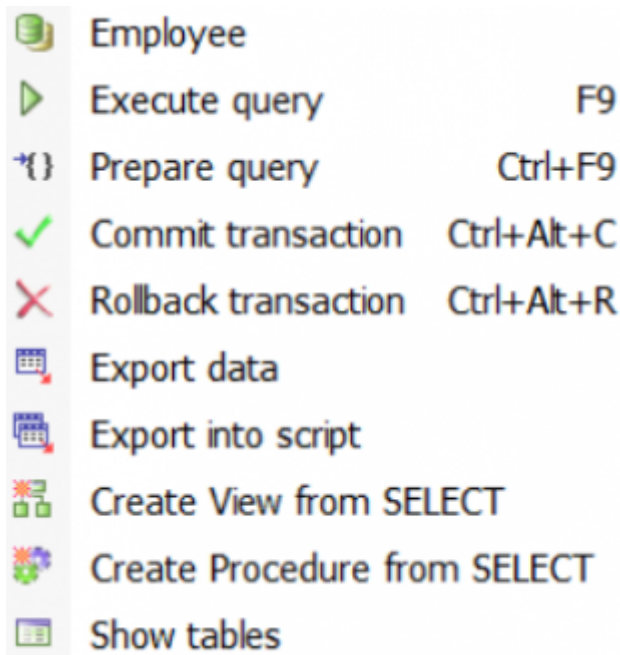 Employee
Execute query F9
Prepare query Ctrl+F9
Commit transaction Ctrl+Alt+C
Rollback transaction Ctrl+Alt+R
Export data
Export into script
Create View from SELECT
Create Procedure from SELECT
Show tables